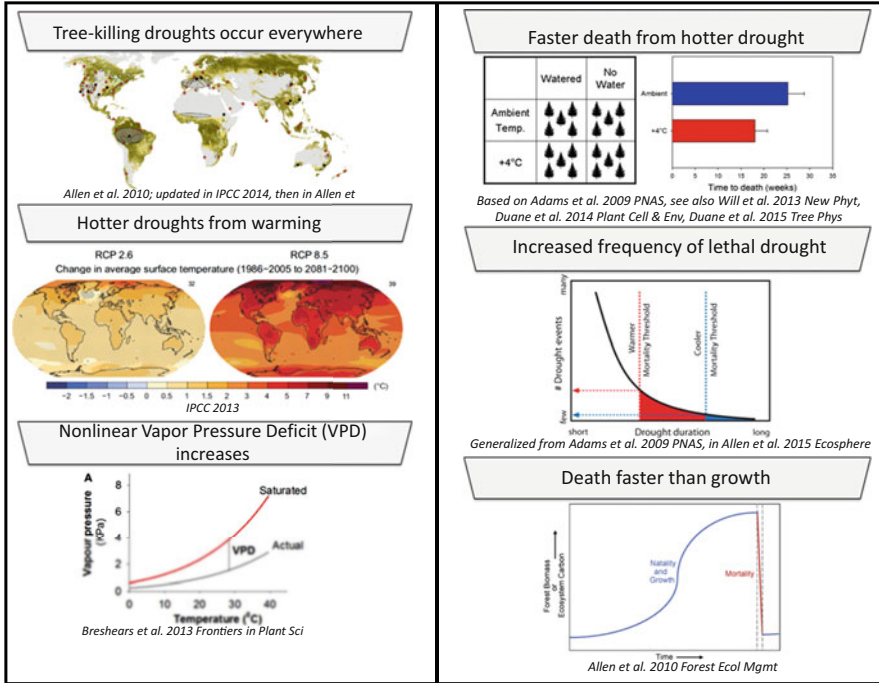 Tree-killing droughts occur everywhere
Allen et al. 2010; updated in IPCC 2014, then in Allen et
Hotter droughts from warming
RCP 2.6
RCP 8.5
Change in average surface temperature (1986−2005 to 2081−2100)
32
39
−2 −1.5 −1 −0.5 0 0.5 1 1.5 2 3 4 5 7 9 11 (°C)
IPCC 2013
Nonlinear Vapor Pressure Deficit (VPD)
increases
A
Vapour pressure
(KPa)
8
6
4
2
0
Saturated
VPD
Actual
0 10 20 30 40
Temperature (°C)
Breshears et al. 2013 Frontiers in Plant Sci
Faster death from hotter drought
Watered
No
Water
Ambient
Temp.
+4°C
Ambient
+4°C
0 5 10 15 20 25 30 35
Time to death (weeks)
Based on Adams et al. 2009 PNAS, see also Will et al. 2013 New Phyt,
Duane et al. 2014 Plant Cell & Env, Duane et al. 2015 Tree Phys
Increased frequency of lethal drought
# Drought events
many
few
Warmer
Mortality Threshold
Cooler
Mortality Threshold
short
Drought duration
long
Generalized from Adams et al. 2009 PNAS, in Allen et al. 2015 Ecosphere
Death faster than growth
Forest Biomass
or
Ecosystem Carbon
Natality
and
Growth
Mortality
Time
Allen et al. 2010 Forest Ecol Mgmt